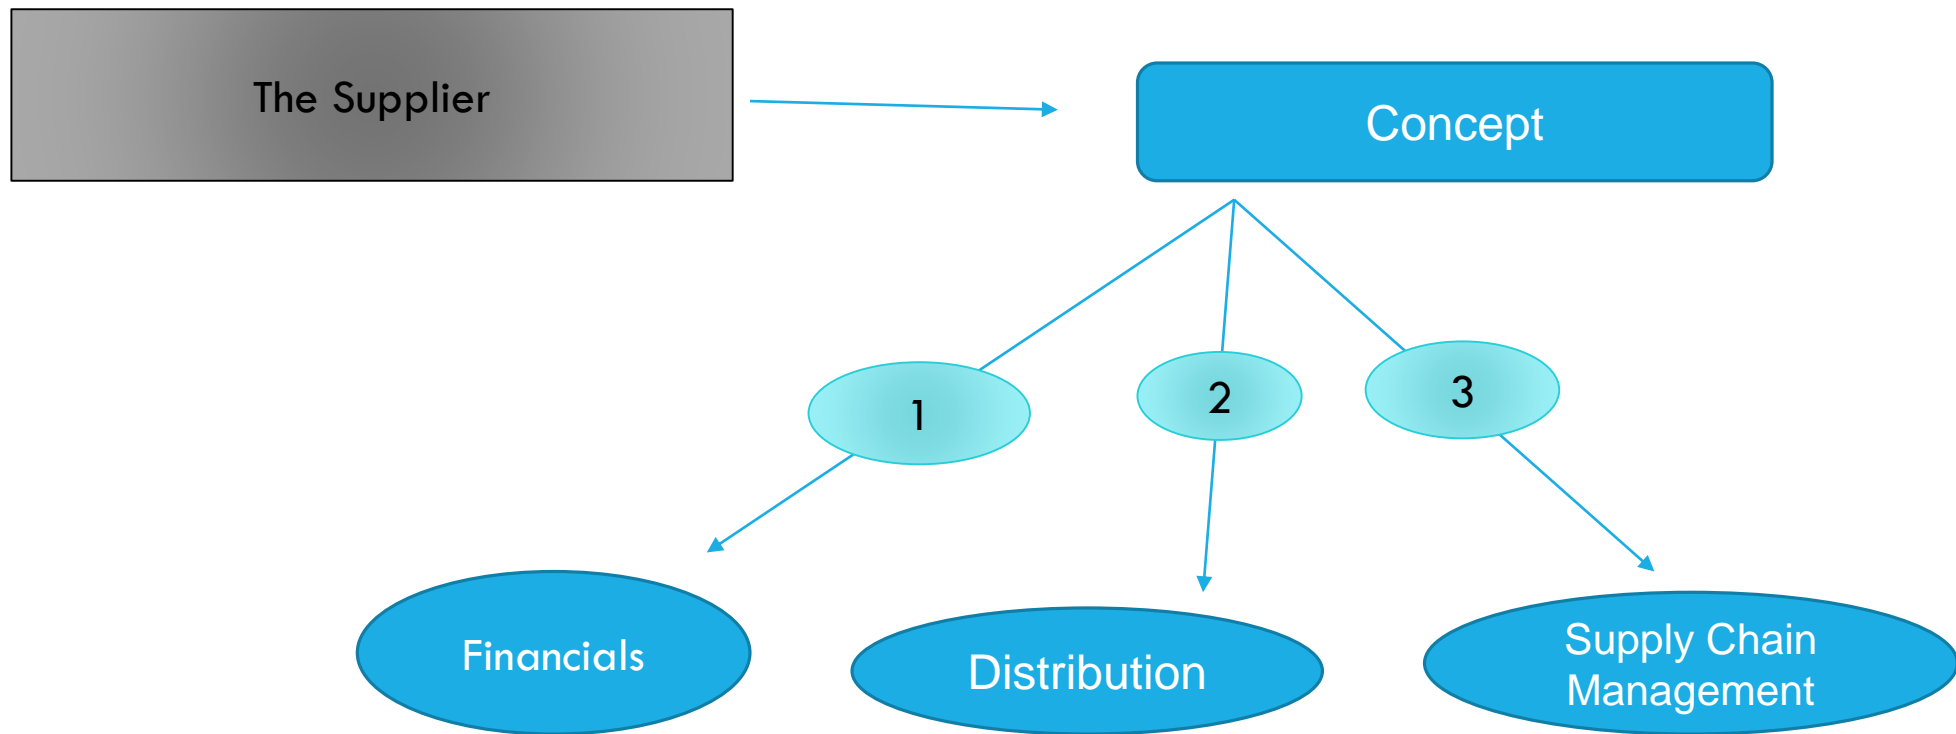 The Supplier
Concept
1
2
3
Financials
Distribution
Supply Chain
Management